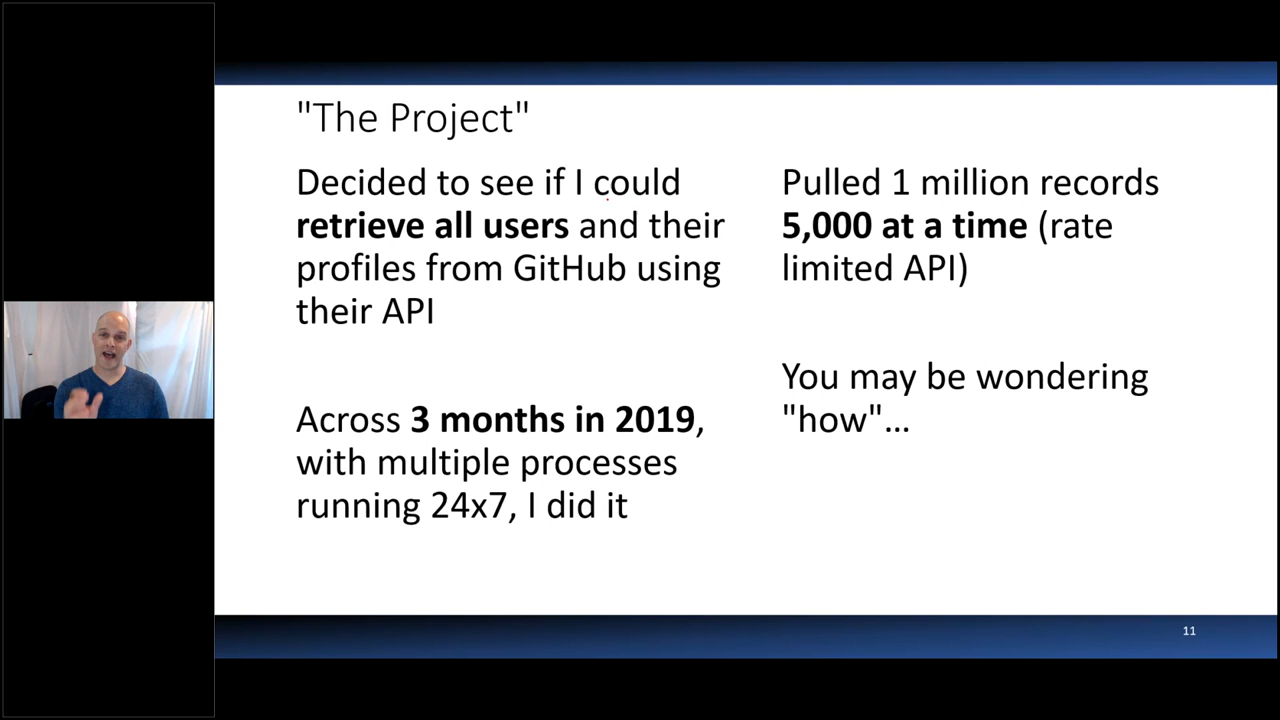 "The Project"
Decided to see if I could
retrieve all users and their
profiles from GitHub using
their API
Across 3 months in 2019,
with multiple processes
running 24x7, I did it
Pulled 1 million records
5,000 at a time (rate
limited API)
You may be wondering
"how"…
11